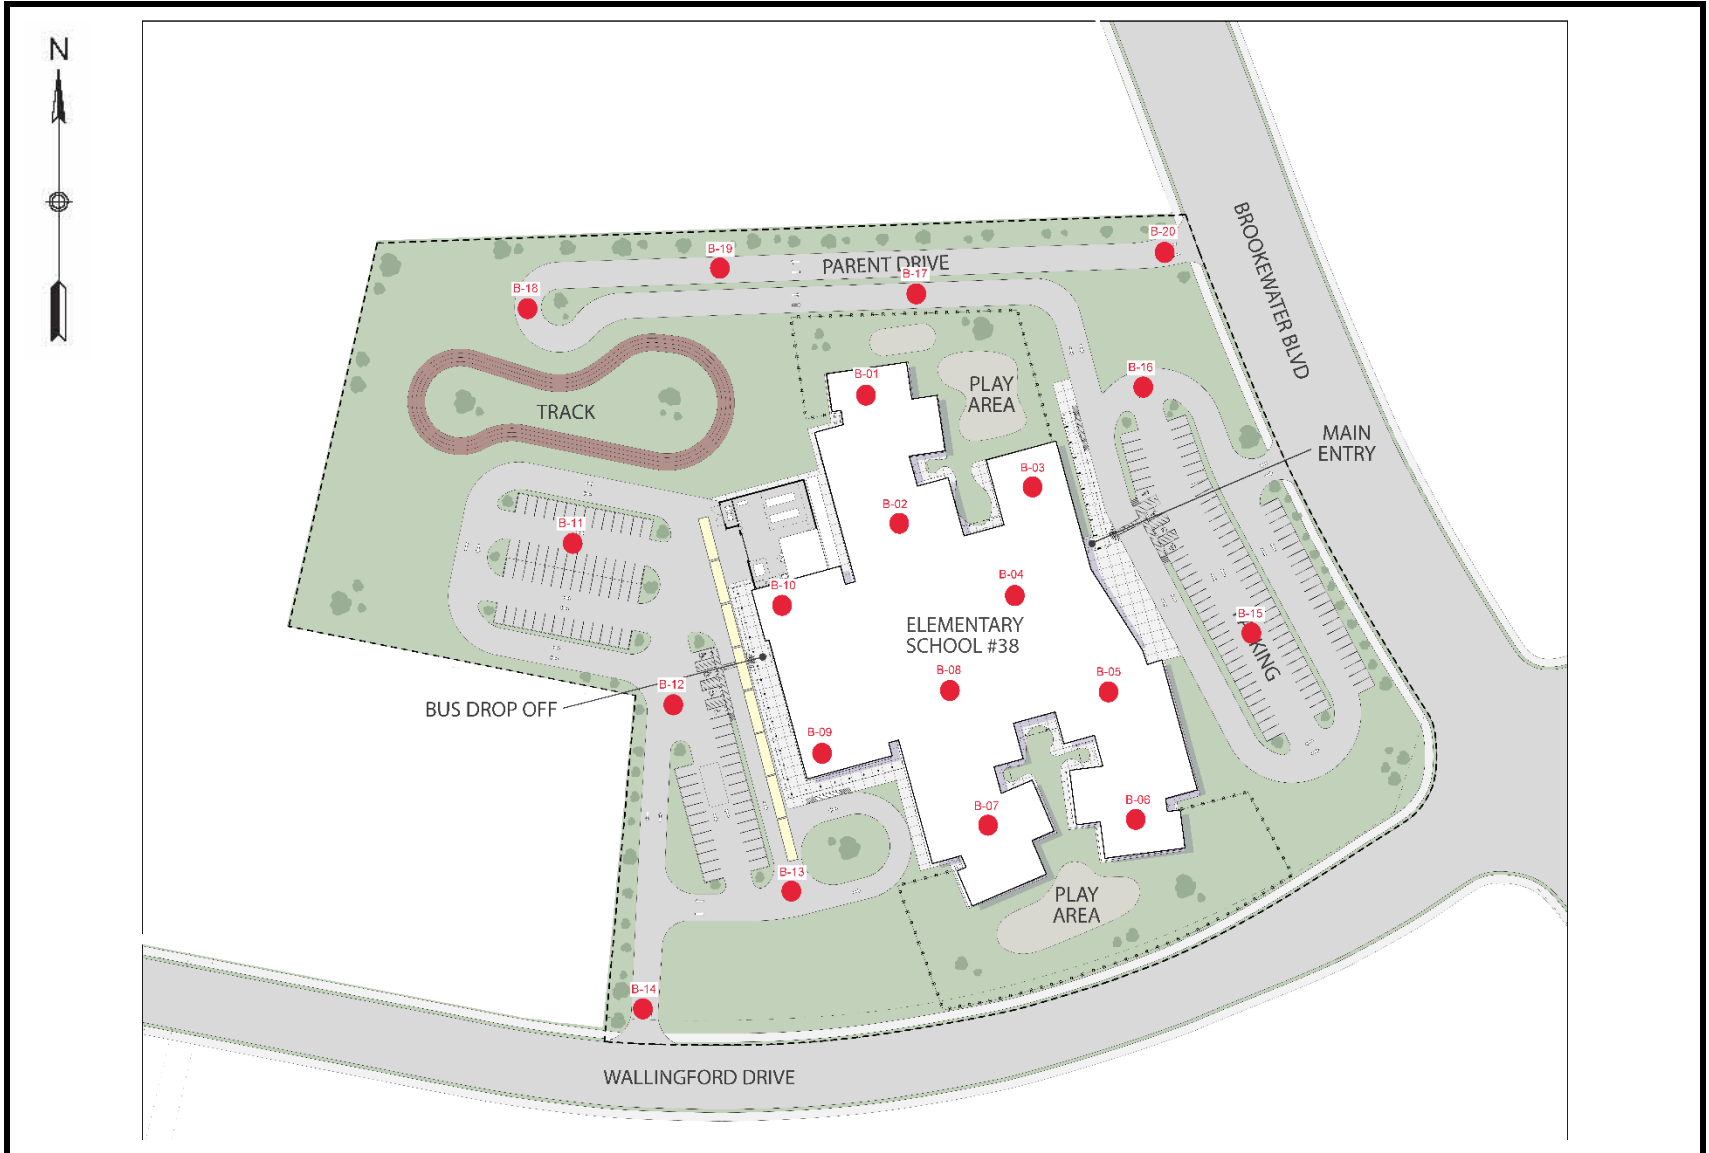 N
BROOKEWATER BLVD
B-20
B-19
PARENT DRIVE
B-17
B-18
B-16
B-01
PLAY
AREA
TRACK
MAIN
ENTRY
B-03
B-02
B-11
B-04
B-10
B-15
ELEMENTARY
SCHOOL #38
B-08
B-05
B-12
BUS DROP OFF
B-09
B-07
B-06
B-13
PLAY
AREA
B-14
WALLINGFORD DRIVE